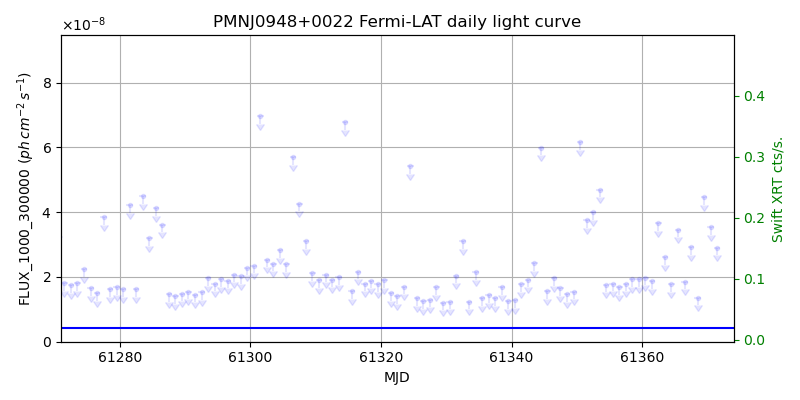 PMNJ0948+0022 Fermi-LAT daily light curve
×10⁻⁸
FLUX_1000_300000 (ph cm⁻² s⁻¹)
8
6
4
2
0
0.4
0.3
0.2
0.1
0.0
Swift XRT cts/s.
61280 61300 61320 61340 61360
MJD